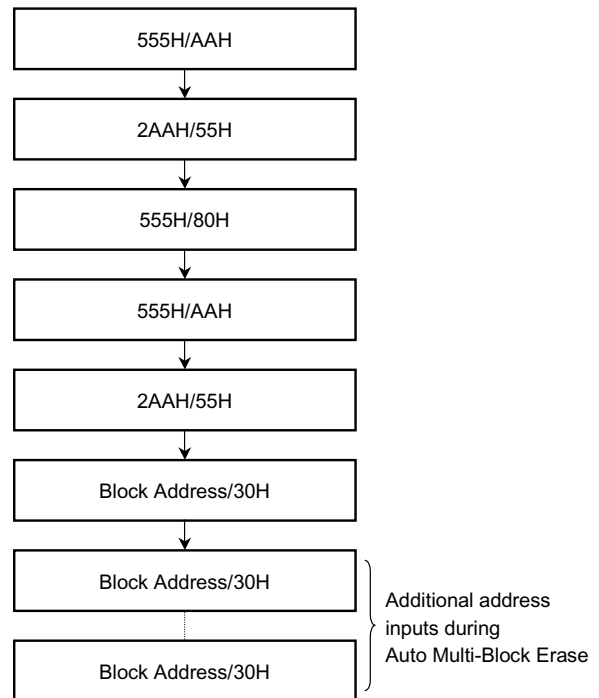 555H/AAH
2AAH/55H
555H/80H
555H/AAH
2AAH/55H
Block Address/30H
Block Address/30H
Block Address/30H
Additional address
inputs during
Auto Multi-Block Erase